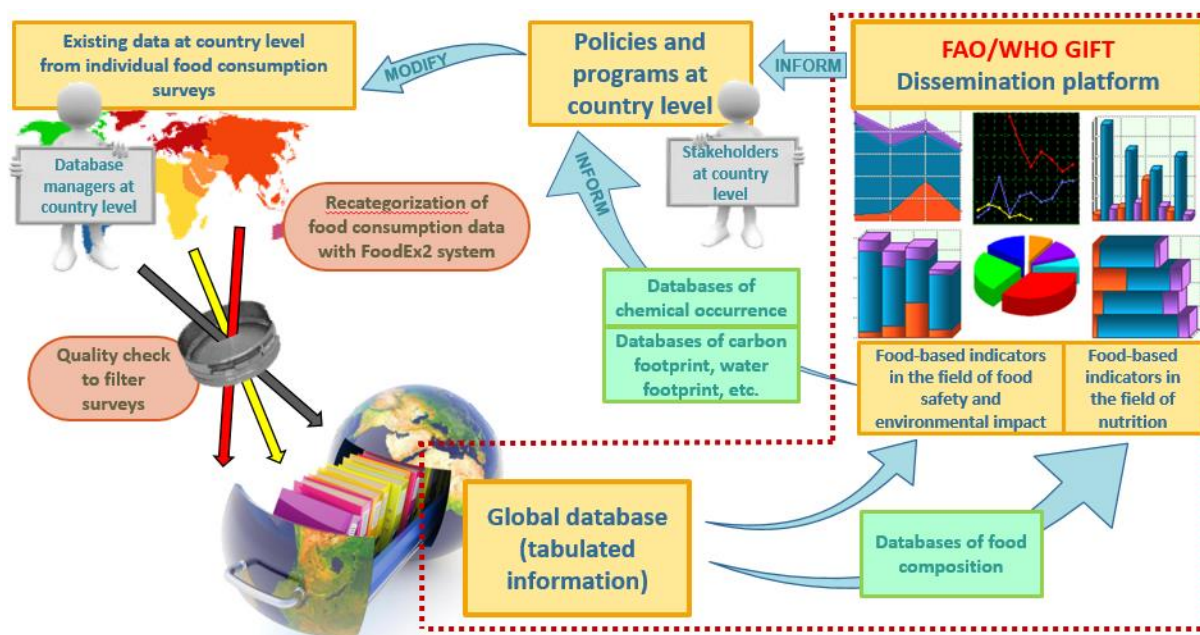 Existing data at country level
from individual food consumption
surveys
MODIFY
Policies and
programs at
country level
INFORM
FAO/WHO GIFT
Dissemination platform
Database
managers at
country level
Recategorization of
food consumption data
with FoodEx2 system
INFORM
Stakeholders
at country
level
Quality check
to filter
surveys
Databases of
chemical occurrence
Databases of carbon
footprint, water
footprint, etc.
Food-based indicators
in the field of food
safety and
environmental impact
Food-based
indicators in
the field of
nutrition
Global database
(tabulated
information)
Databases of food
composition